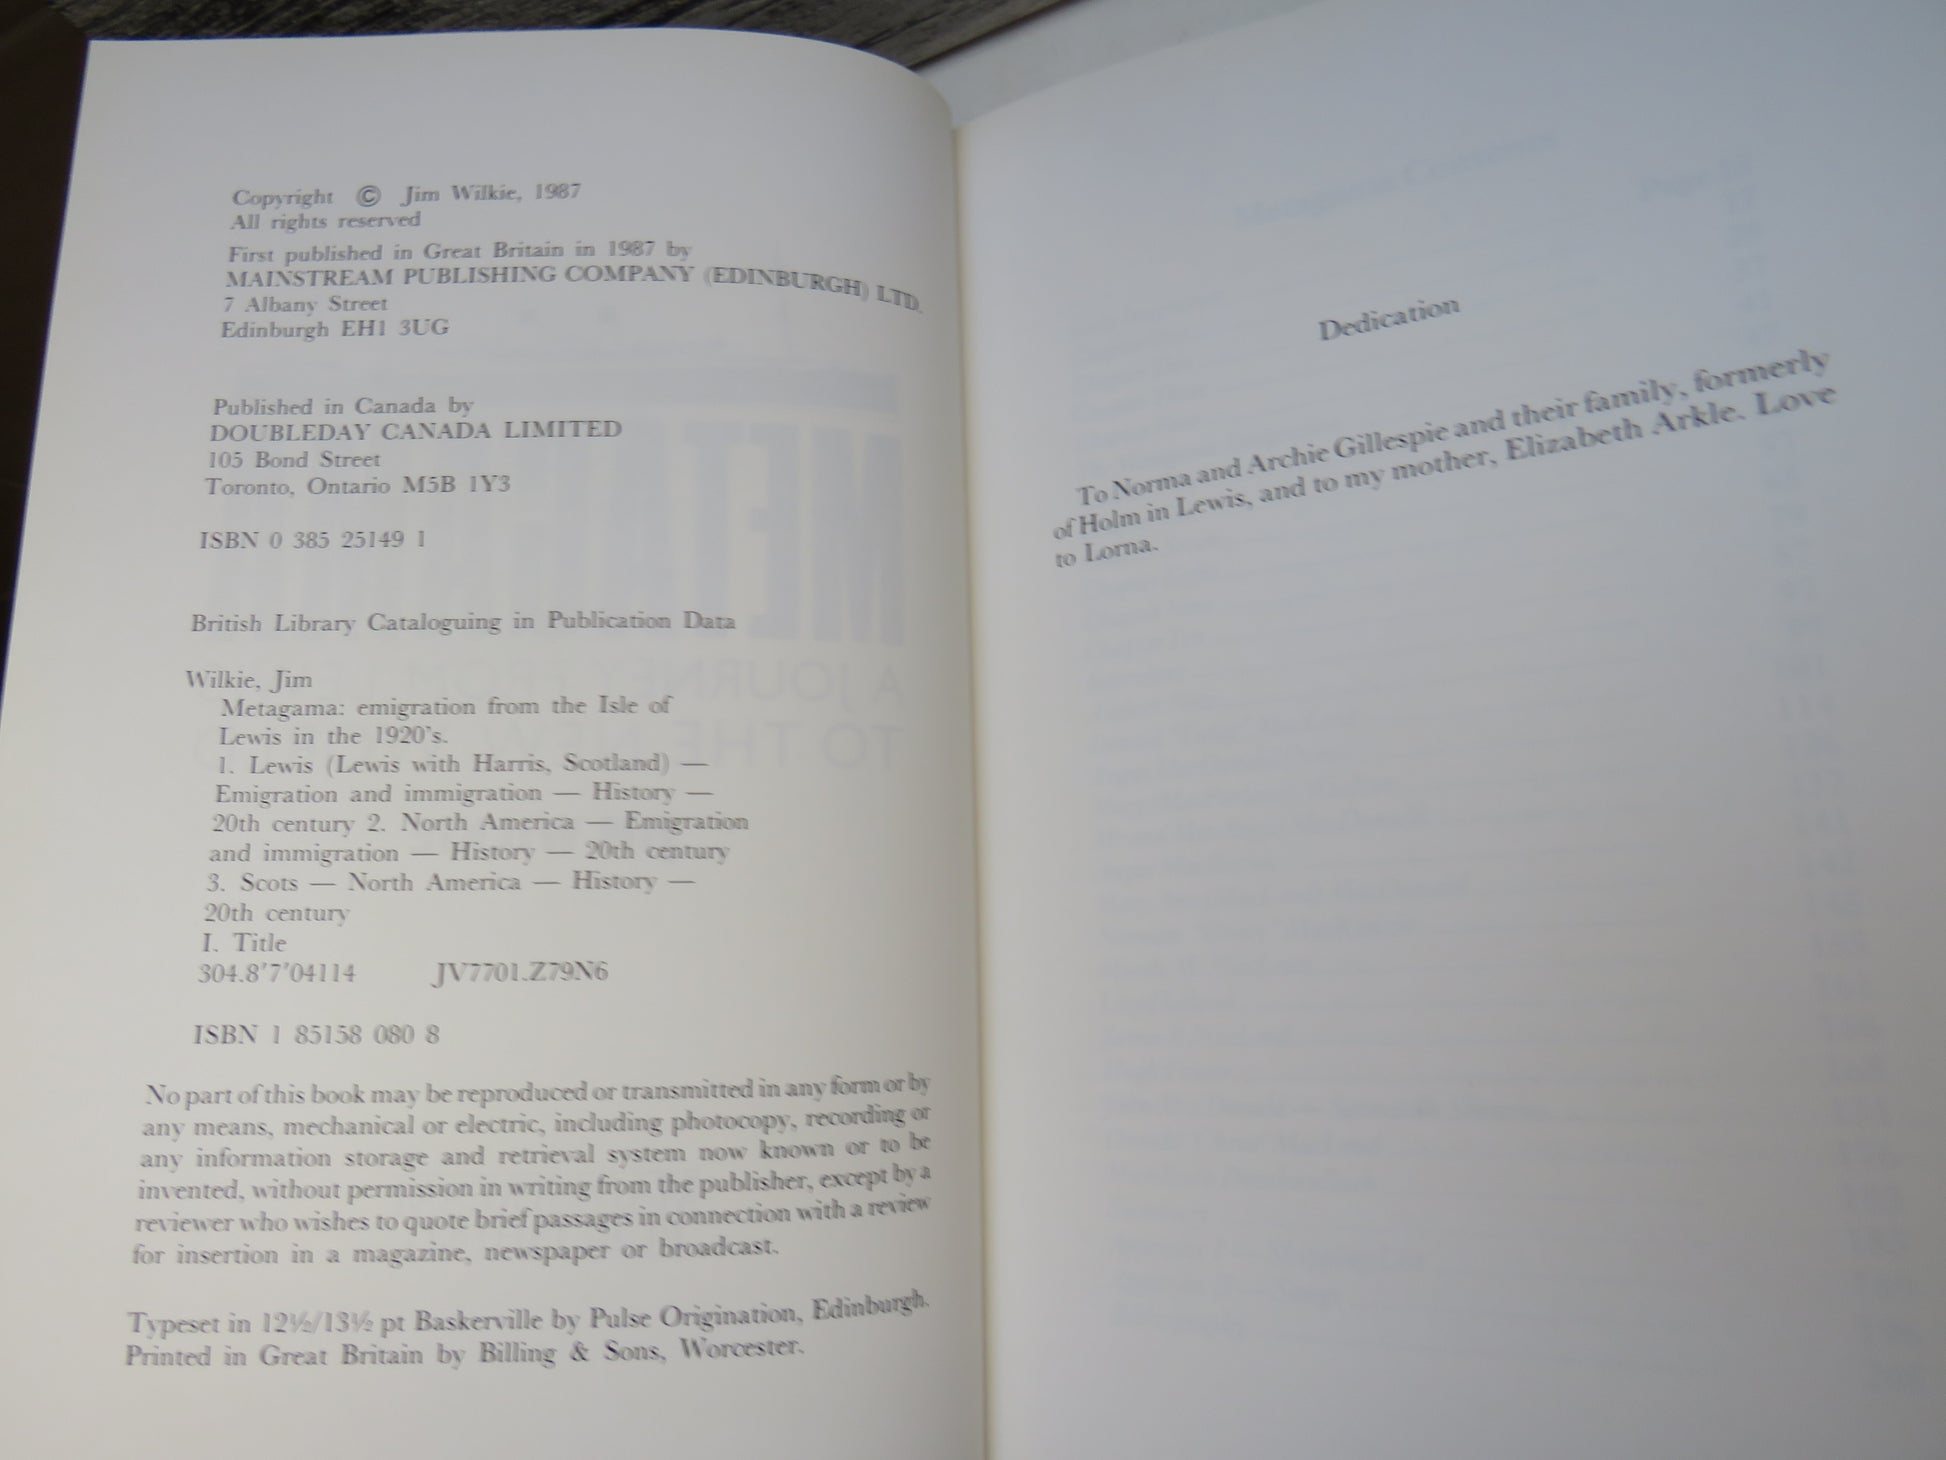 Copyright © Jim Wilkie, 1987
All rights reserved
First published in Great Britain in 1987 by
MAINSTREAM PUBLISHING COMPANY (EDINBURGH) LTD.
7 Albany Street
Edinburgh EH1 3UG
Published in Canada by
DOUBLEDAY CANADA LIMITED
105 Bond Street
Toronto, Ontario M5B 1Y3
ISBN 0 385 25149 1
British Library Cataloguing in Publication Data
Wilkie, Jim
Metagama: emigration from the Isle of
Lewis in the 1920's.
1. Lewis (Lewis with Harris, Scotland) —
Emigration and immigration — History —
20th century 2. North America — Emigration
and immigration — History — 20th century
3. Scots — North America — History —
20th century
I. Title
304.8'7'04114 JV7701.Z79N6
ISBN 1 85158 080 8
No part of this book may be reproduced or transmitted in any form or by
any means, mechanical or electric, including photocopy, recording or
any information storage and retrieval system now known or to be
invented, without permission in writing from the publisher, except by a
reviewer who wishes to quote brief passages in connection with a review
for insertion in a magazine, newspaper or broadcast.
Typeset in 12½/13½ pt Baskerville by Pulse Origination, Edinburgh.
Printed in Great Britain by Billing & Sons, Worcester.
Dedication
To Norma and Archie Gillespie and their family, formerly
of Holm in Lewis, and to my mother, Elizabeth Arkle. Love
to Lorna.